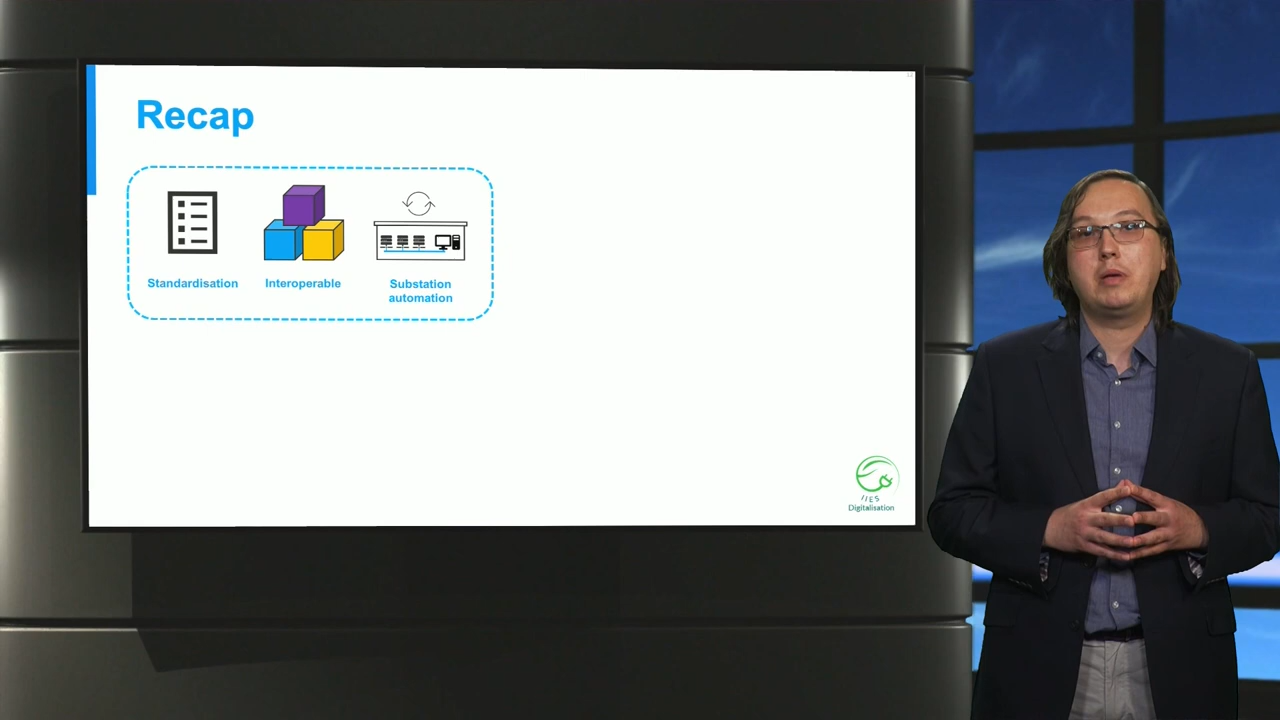 Recap
Standardisation
Interoperable
Substation
automation
IIES
Digitalisation